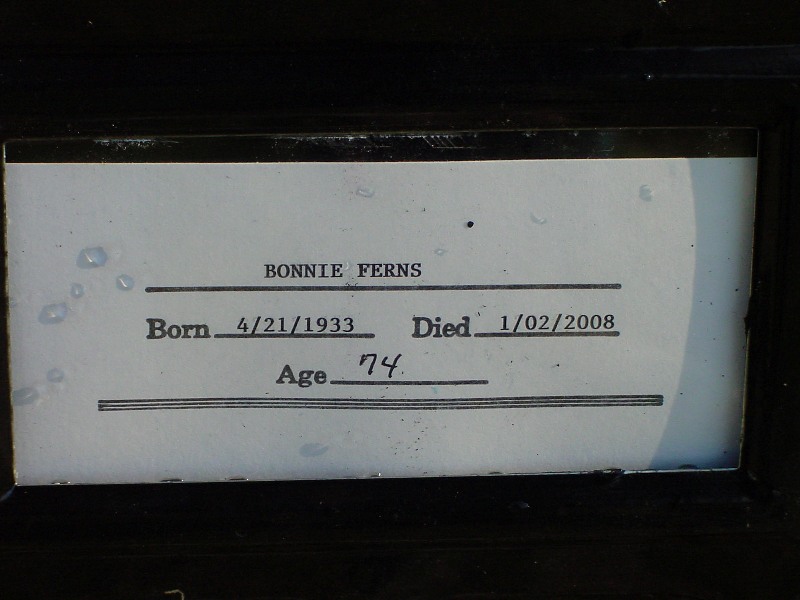 BONNIE FERNS
Born 4/21/1933 Died 1/02/2008
Age 74